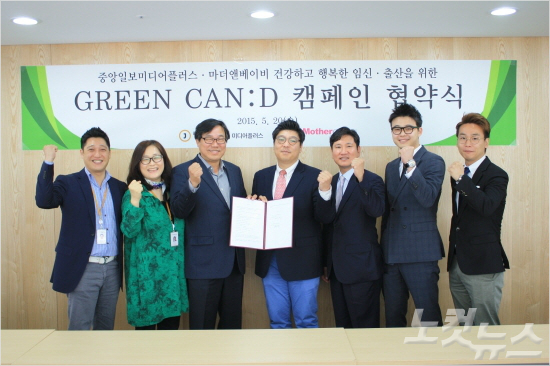 중앙일보미디어플러스 · 마더앤베이비 건강하고 행복한 임신 · 출산을 위한
GREEN CAN:D 캠페인 협약식
2015, 5, 20
미디어플러스 Mother
노컷뉴스